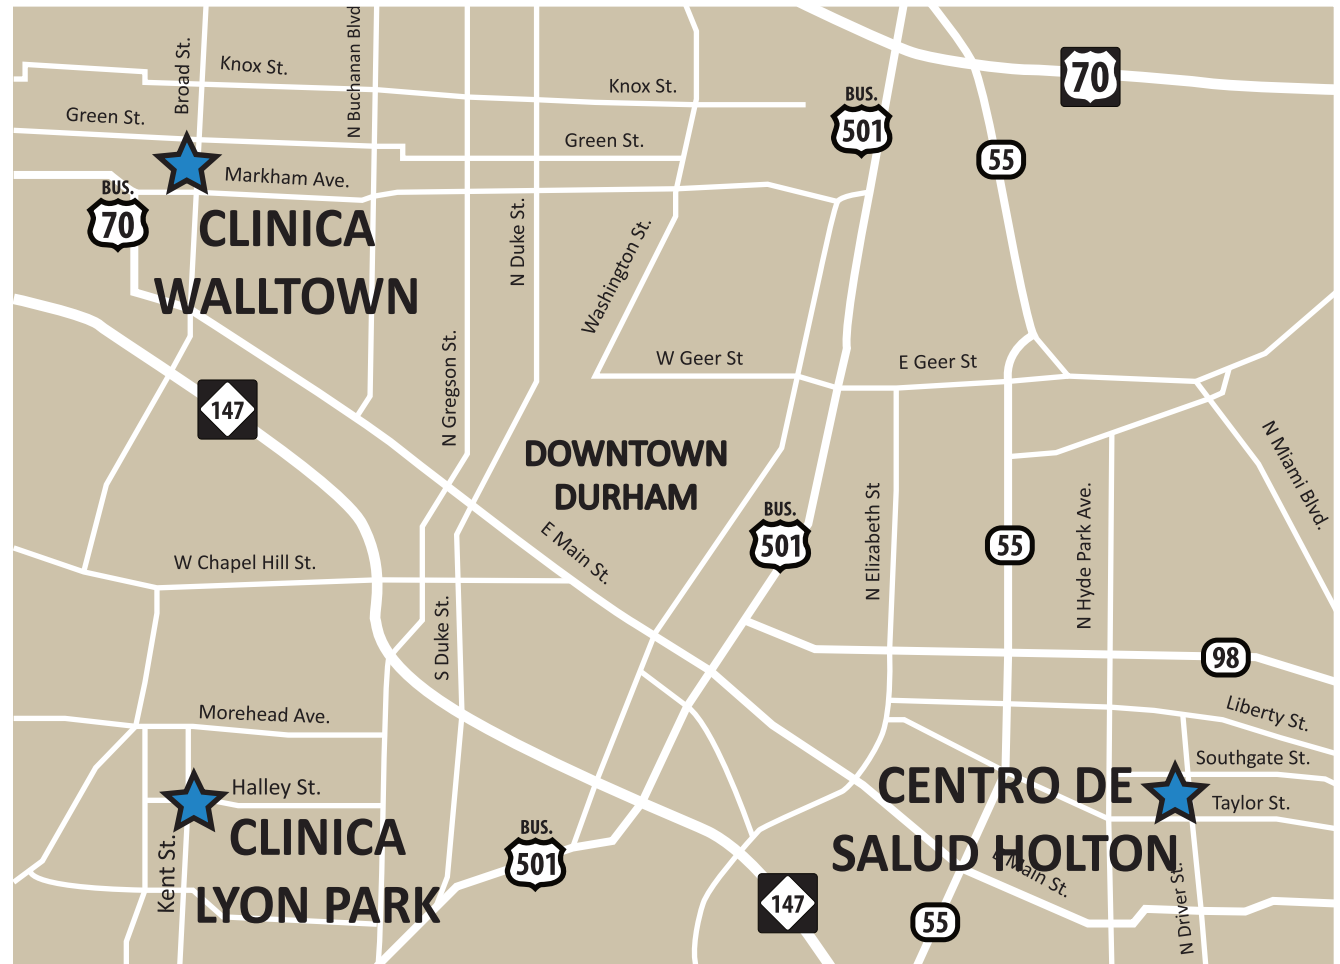 Broad St.
Knox St.
N Buchanan Blvd
Knox St.
70
BUS.
501
Green St.
Green St.
55
Markham Ave.
BUS.
70
CLINICA
WALLTOWN
N Duke St.
Washington St.
W Geer St
E Geer St
147
N Gregson St.
DOWNTOWN
DURHAM
N Miami Blvd.
BUS.
501
E Main St.
N Elizabeth St
55
N Hyde Park Ave.
W Chapel Hill St.
S Duke St.
98
Morehead Ave.
Liberty St.
Southgate St.
Halley St.
CENTRO DE
SALUD HOLTON
Taylor St.
CLINICA
LYON PARK
Kent St.
BUS.
501
147
55
Main St.
N Driver St.